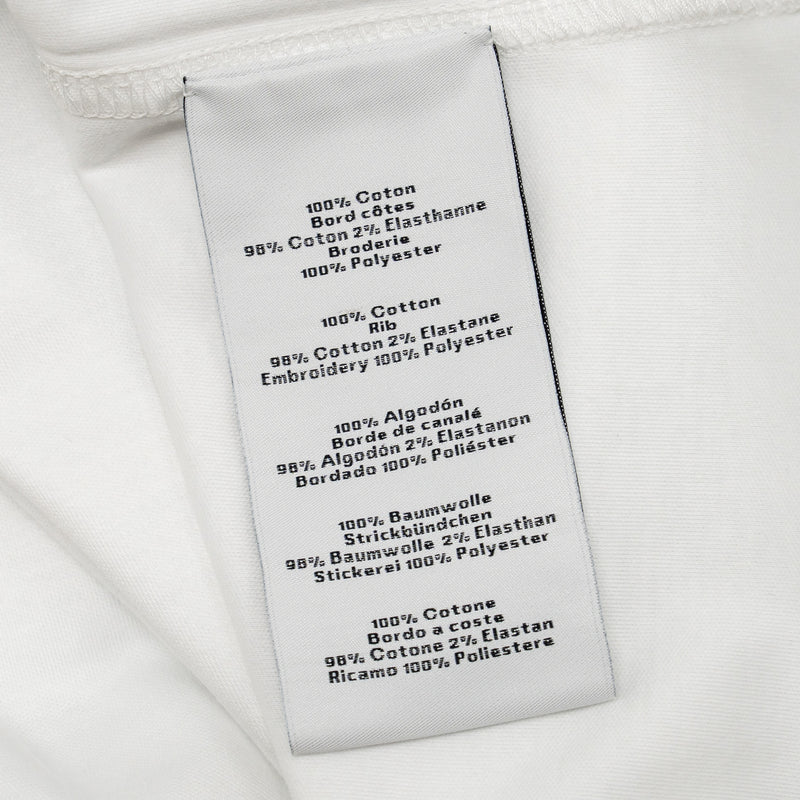 100% Coton
Bord côtes
98% Coton 2% Elasthanne
Broderie
100% Polyester
100% Cotton
Rib
98% Cotton 2% Elastane
Embroidery 100% Polyester
100% Algodón
Borde de canalé
98% Algodón 2% Elastanon
Bordado 100% Poliéster
100% Baumwolle
Strickbündchen
98% Baumwolle 2% Elasthan
Stickerei 100% Polyester
100% Cotone
Bordo a coste
98% Cotone 2% Elastan
Ricamo 100% Poliestere